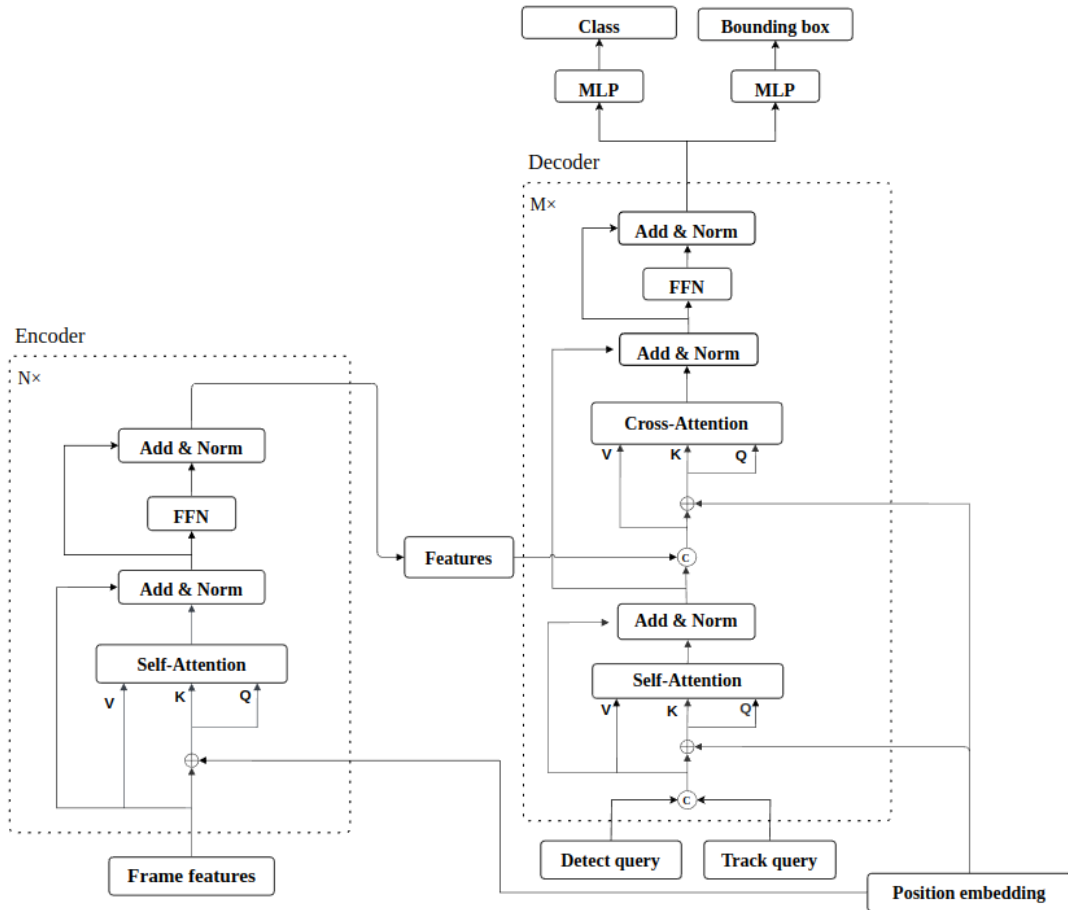 Class
Bounding box
MLP
MLP
Decoder
M×
Add & Norm
FFN
Add & Norm
Cross-Attention
V
K
Q
C
Add & Norm
Self-Attention
V
K
Q
C
Detect query
Track query
Encoder
N×
Add & Norm
FFN
Add & Norm
Self-Attention
V
K
Q
Frame features
Features
Position embedding